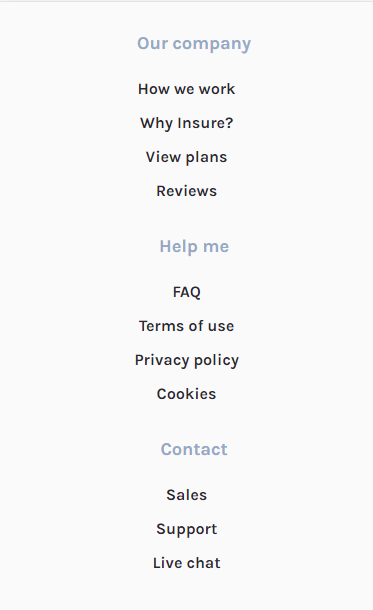 Our company
How we work
Why Insure?
View plans
Reviews
Help me
FAQ
Terms of use
Privacy policy
Cookies
Contact
Sales
Support
Live chat